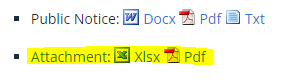 Public Notice: Docx Pdf Txt
Attachment: Xlsx Pdf